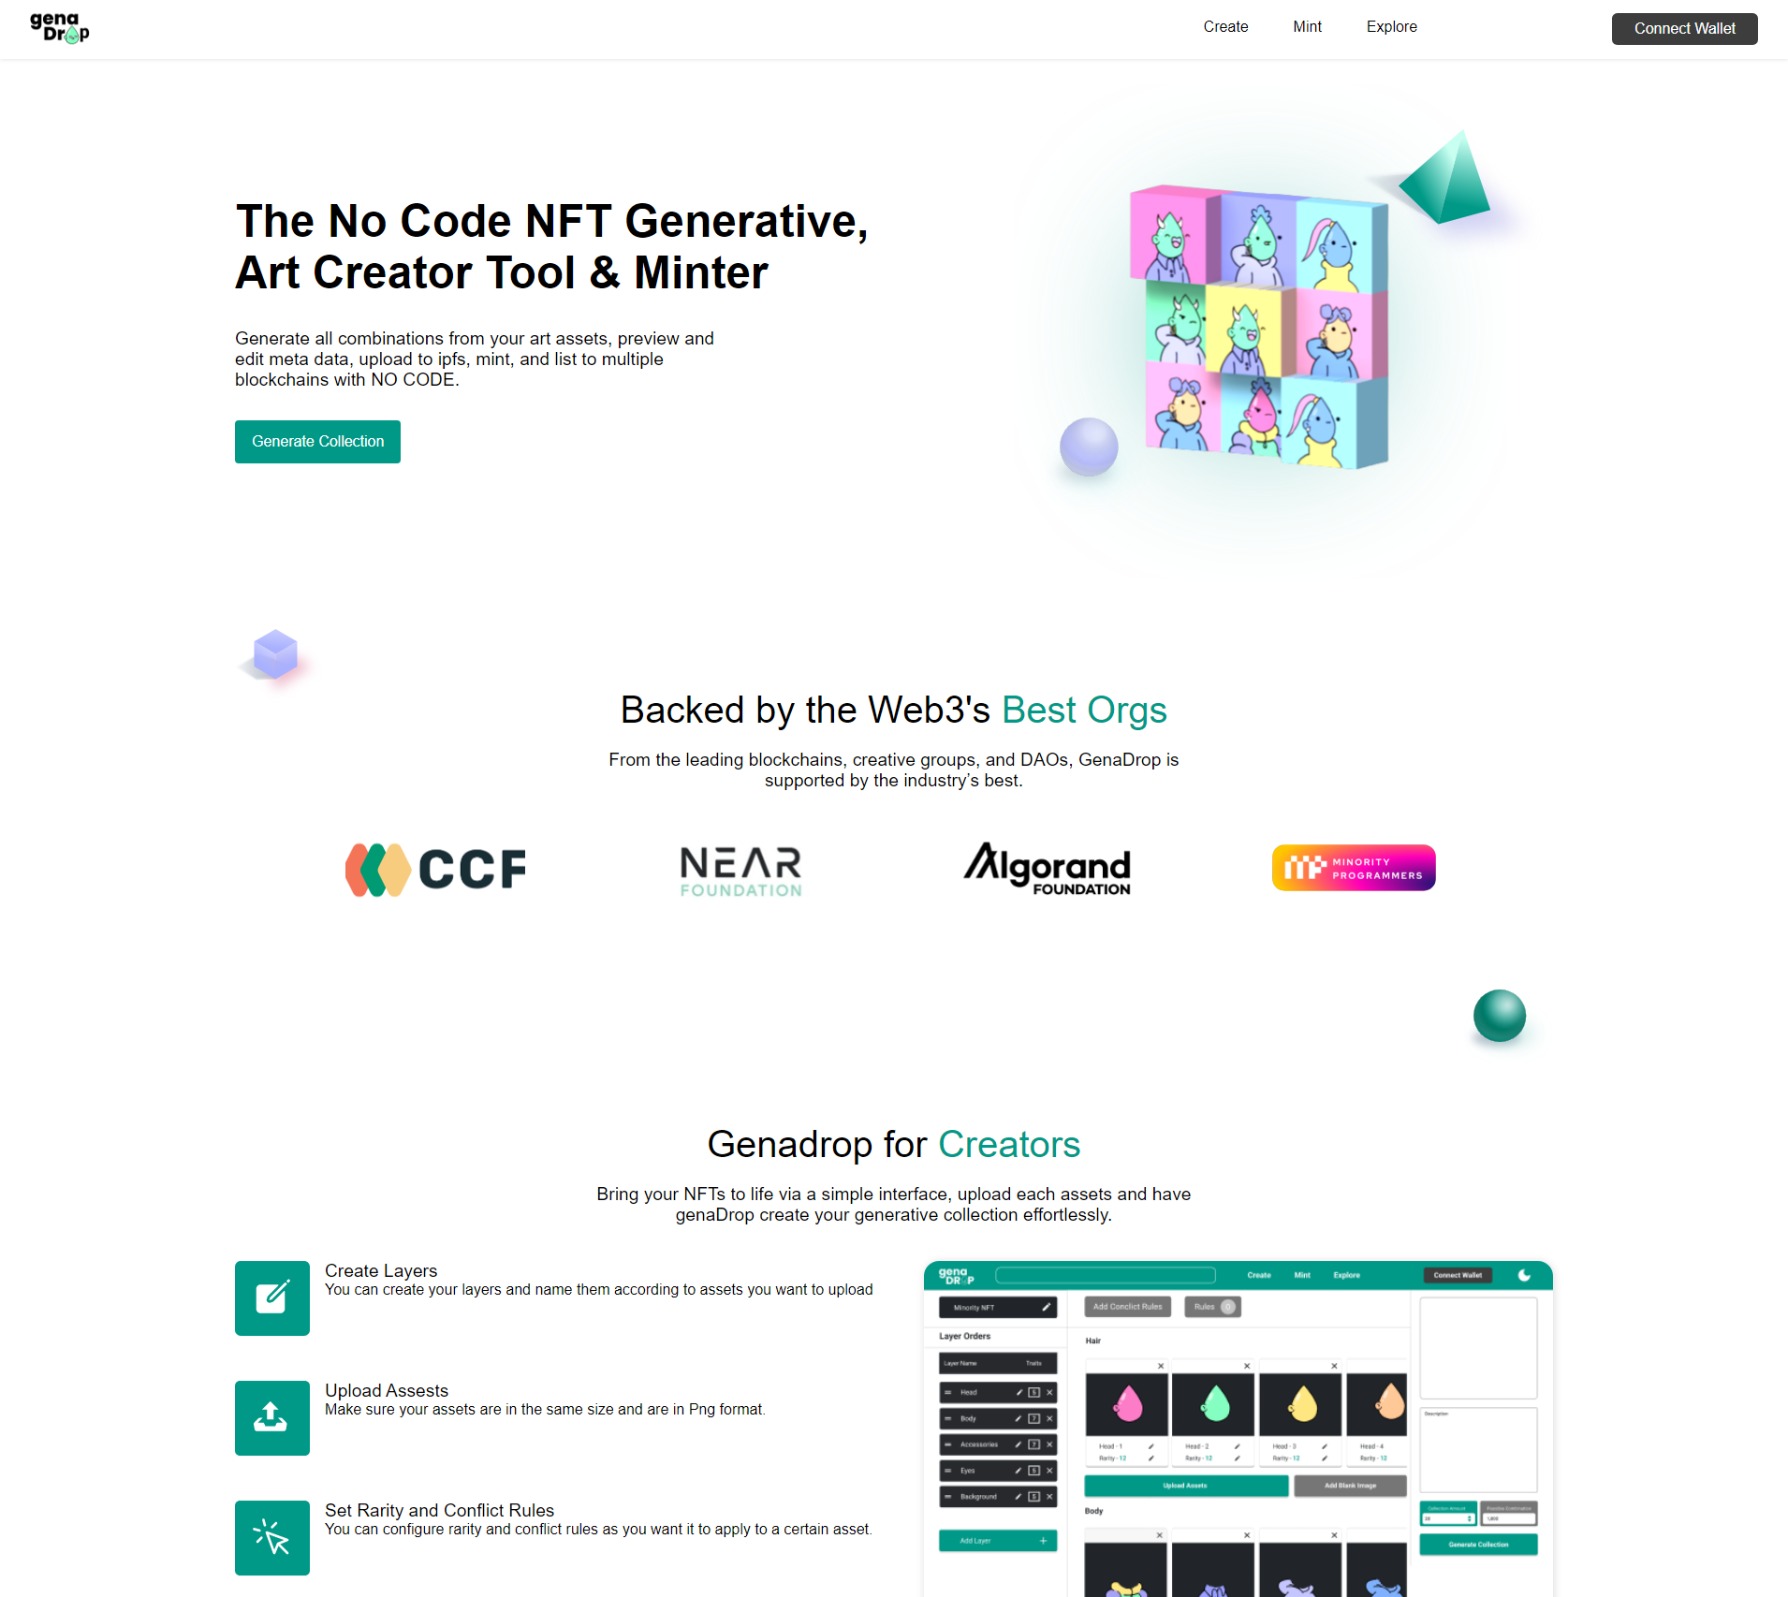 gena
Drop
Create
Mint
Explore
Connect Wallet
The No Code NFT Generative,
Art Creator Tool & Minter
Generate all combinations from your art assets, preview and
edit meta data, upload to ipfs, mint, and list to multiple
blockchains with NO CODE.
Generate Collection
Backed by the Web3's Best Orgs
From the leading blockchains, creative groups, and DAOs, GenaDrop is
supported by the industry’s best.
CCF
NEAR
FOUNDATION
Algorand
FOUNDATION
MINORITY
PROGRAMMERS
Genadrop for Creators
Bring your NFTs to life via a simple interface, upload each assets and have
genaDrop create your generative collection effortlessly.
Create Layers
You can create your layers and name them according to assets you want to upload
Upload Assests
Make sure your assets are in the same size and are in Png format.
Set Rarity and Conflict Rules
You can configure rarity and conflict rules as you want it to apply to a certain asset.
gena
DROP
Create
Mint
Explore
Connect Wallet
Minority NFT
Layer Orders
Layer Name
Traits
Head
5
Body
7
Accessories
7
Eyes
Background
5
Add Layer
Add Conclict Rules
Rules 0
Hair
Head - 1
Rarity - 12
Head - 2
Rarity - 12
Head - 3
Rarity - 12
Head - 4
Rarity - 12
Upload Assets
Add Blank Image
Body
Description
Collection Amount
Generate Collection